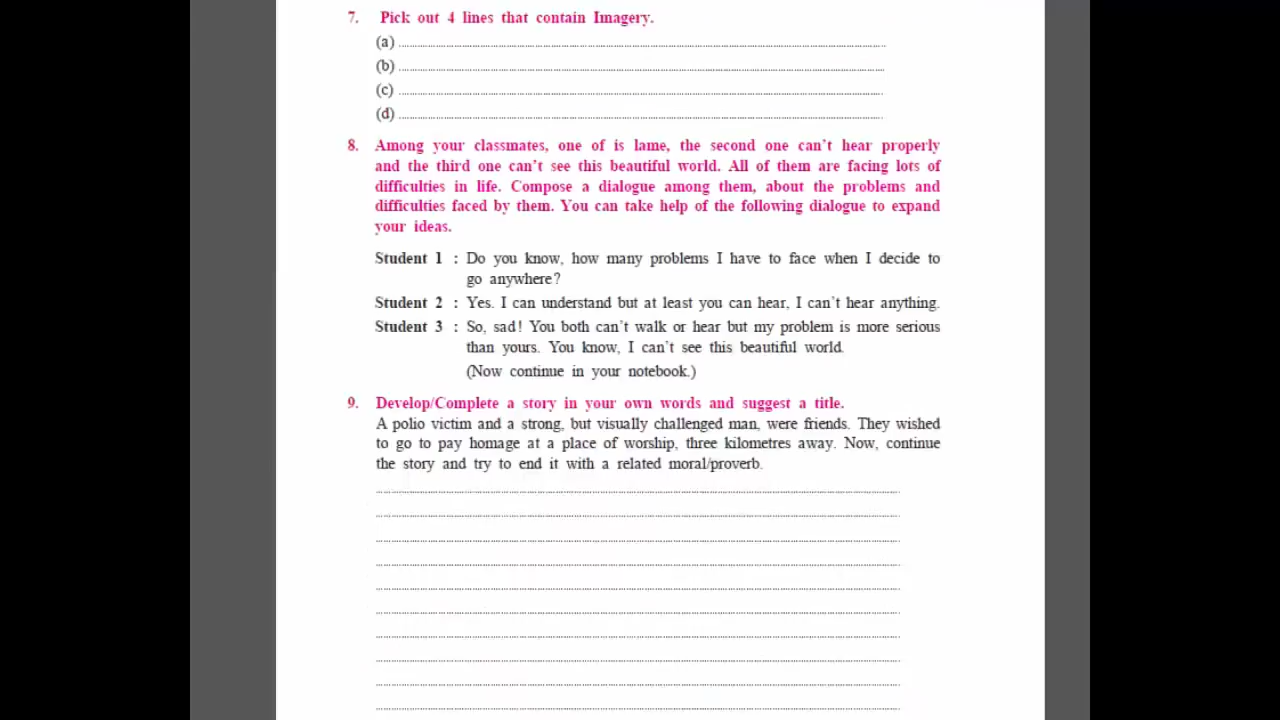 7. Pick out 4 lines that contain Imagery.
(a) ........................................
(b) ........................................
(c) ........................................
(d) ........................................
8. Among your classmates, one of is lame, the second one can't hear properly
and the third one can't see this beautiful world. All of them are facing lots of
difficulties in life. Compose a dialogue among them, about the problems and
difficulties faced by them. You can take help of the following dialogue to expand
your ideas.
Student 1 : Do you know, how many problems I have to face when I decide to
go anywhere?
Student 2 : Yes. I can understand but at least you can hear, I can't hear anything.
Student 3 : So, sad! You both can't walk or hear but my problem is more serious
than yours. You know, I can't see this beautiful world.
(Now continue in your notebook.)
9. Develop/Complete a story in your own words and suggest a title.
A polio victim and a strong, but visually challenged man, were friends. They wished
to go to pay homage at a place of worship, three kilometres away. Now, continue
the story and try to end it with a related moral/proverb.